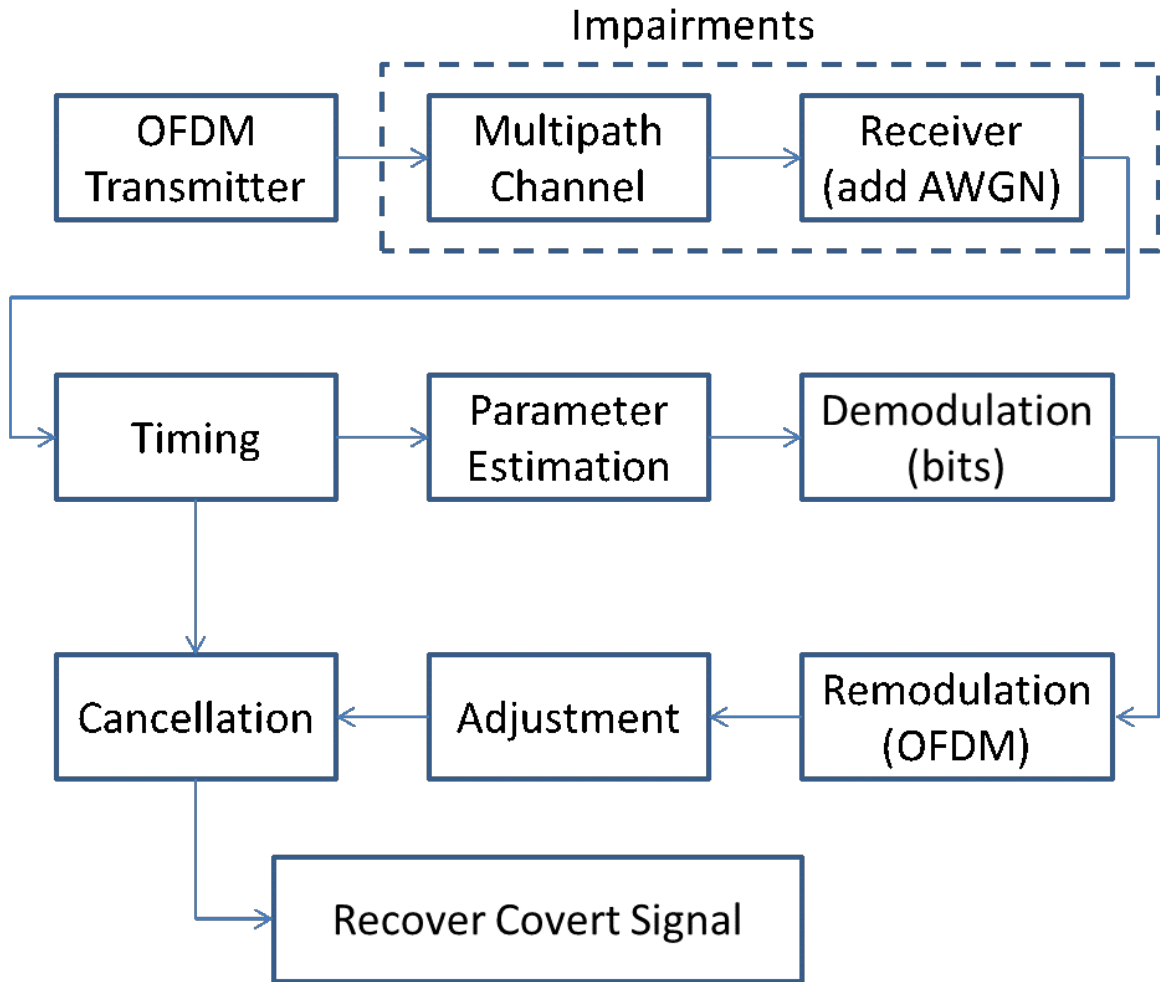 Impairments
OFDM
Transmitter
Multipath
Channel
Receiver
(add AWGN)
Timing
Parameter
Estimation
Demodulation
(bits)
Cancellation
Adjustment
Remodulation
(OFDM)
Recover Covert Signal